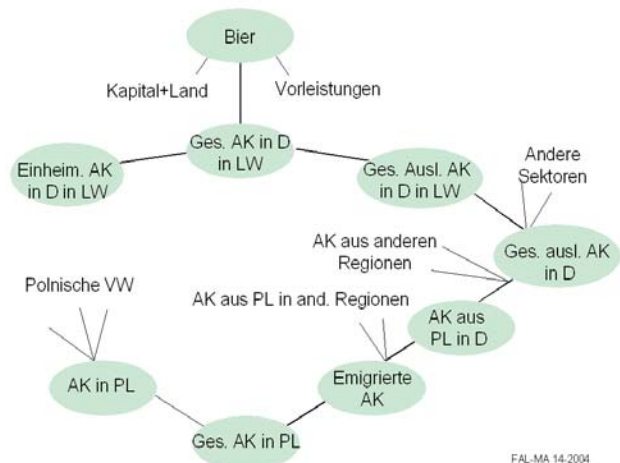 Bier
Kapital+Land
Vorleistungen
Ges. AK in D
in LW
Einheim. AK
in D in LW
Ges. Ausl. AK
in D in LW
Andere
Sektoren
AK aus anderen
Regionen
Ges. ausl. AK
in D
Polnische VW
AK aus PL in and. Regionen
AK aus
PL in D
AK in PL
Emigrierte
AK
Ges. AK in PL
FAL-MA 14-2004